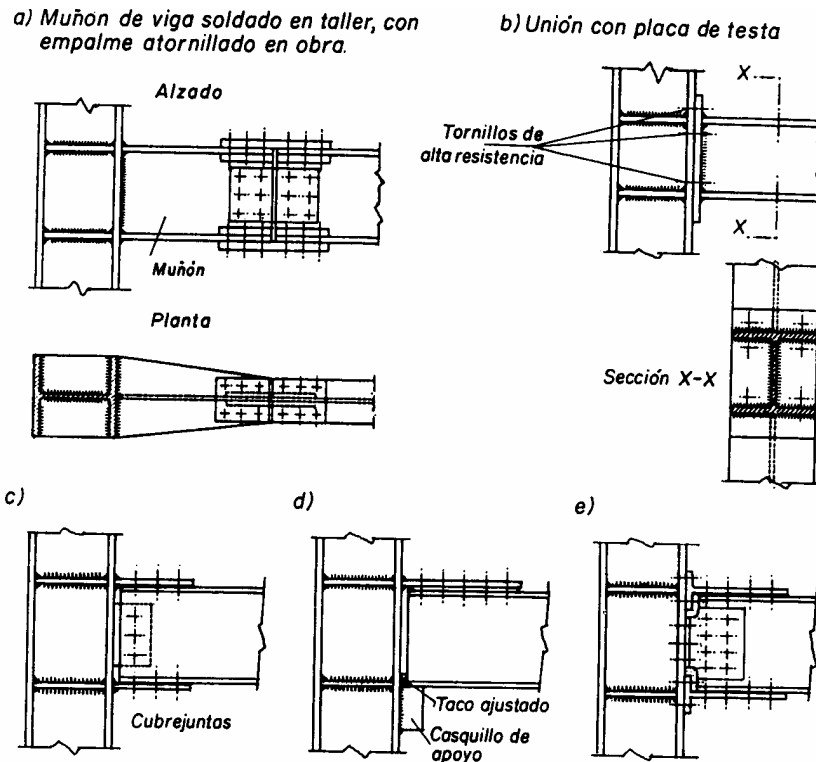 a) Muñón de viga soldado en taller, con
empalme atornillado en obra.
b) Unión con placa de testa
Alzado
Muñón
Planta
X
Tornillos de
alta resistencia
X
Sección X-X
c)
Cubrejuntas
d)
Taco ajustado
Casquillo de
apoyo
e)